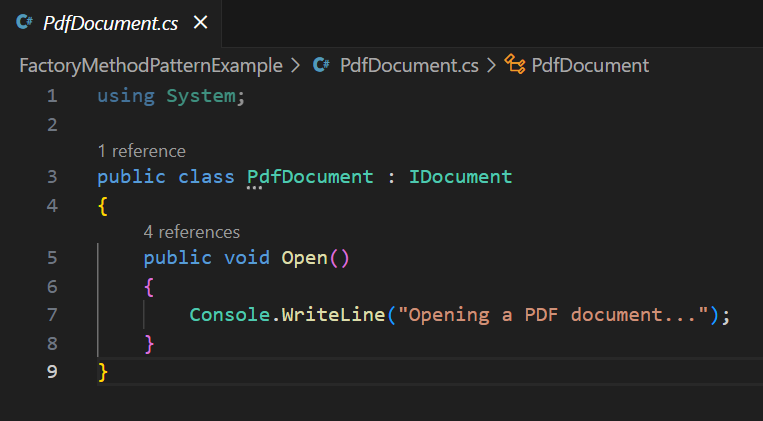 C# PdfDocument.cs ×
FactoryMethodPatternExample > C# PdfDocument.cs > PdfDocument
1 using System;
2
1 reference
3 public class PdfDocument : IDocument
4 {
4 references
5     public void Open()
6     {
7         Console.WriteLine("Opening a PDF document...");
8     }
9 }